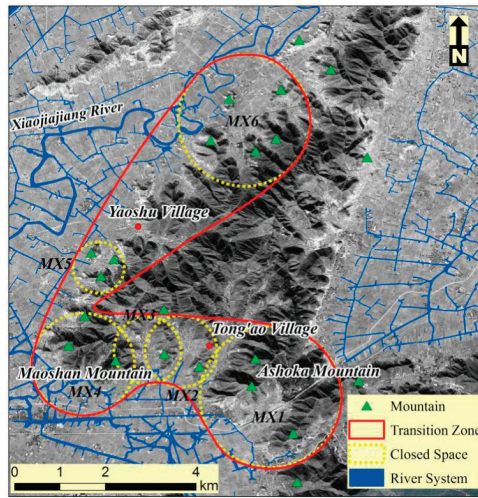 N
MX6
Xiaojiajiang River
Yaoshu Village
MX5
MX3
Tong'ao Village
Maoshan Mountain
Ashoka Mountain
MX4
MX2
MX1
Mountain
Transition Zone
Closed Space
River System
0 1 2 4
km